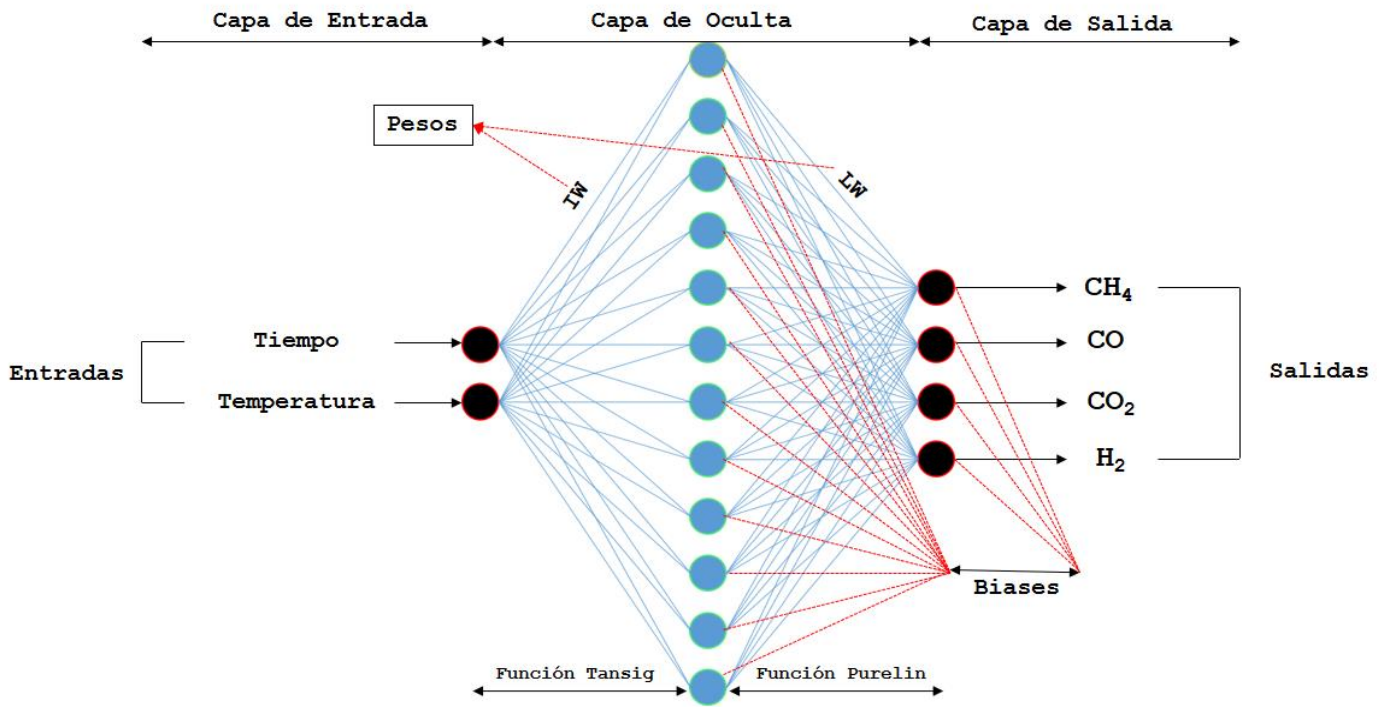 Capa de Entrada
Capa de Oculta
Capa de Salida
Pesos
IW
LW
Entradas
Tiempo
Temperatura
CH₄
CO
CO₂
H₂
Salidas
Biases
Función Tansig
Función Purelin